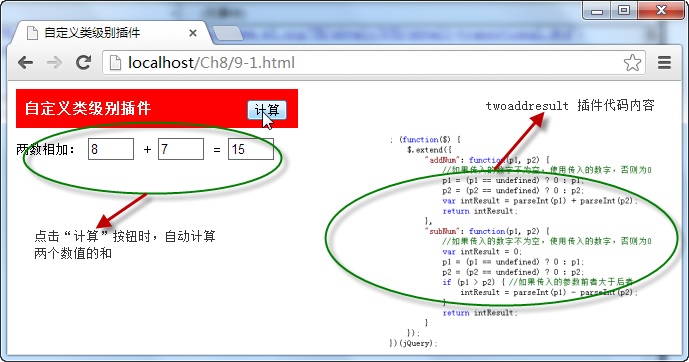 自定义类级别插件
localhost/Ch8/9-1.html
自定义类级别插件
计算
两数相加: 8 + 7 = 15
点击“计算”按钮时，自动计算
两个数值的和
twoaddresult 插件代码内容
; (function($) {
$.extend({
"addNum": function(p1, p2) {
//如果传入的数字不为空，使用传入的数字，否则为0
p1 = (p1 == undefined) ? 0 : p1;
p2 = (p2 == undefined) ? 0 : p2;
var intResult = parseInt(p1) + parseInt(p2);
return intResult;
},
"subNum": function(p1, p2) {
//如果传入的数字不为空，使用传入的数字，否则为0
var intResult = 0;
p1 = (p1 == undefined) ? 0 : p1;
p2 = (p2 == undefined) ? 0 : p2;
if (p1 > p2) { //如果传入的参数前者大于后者
intResult = parseInt(p1) - parseInt(p2);
}
return intResult;
}
});
})(jQuery);